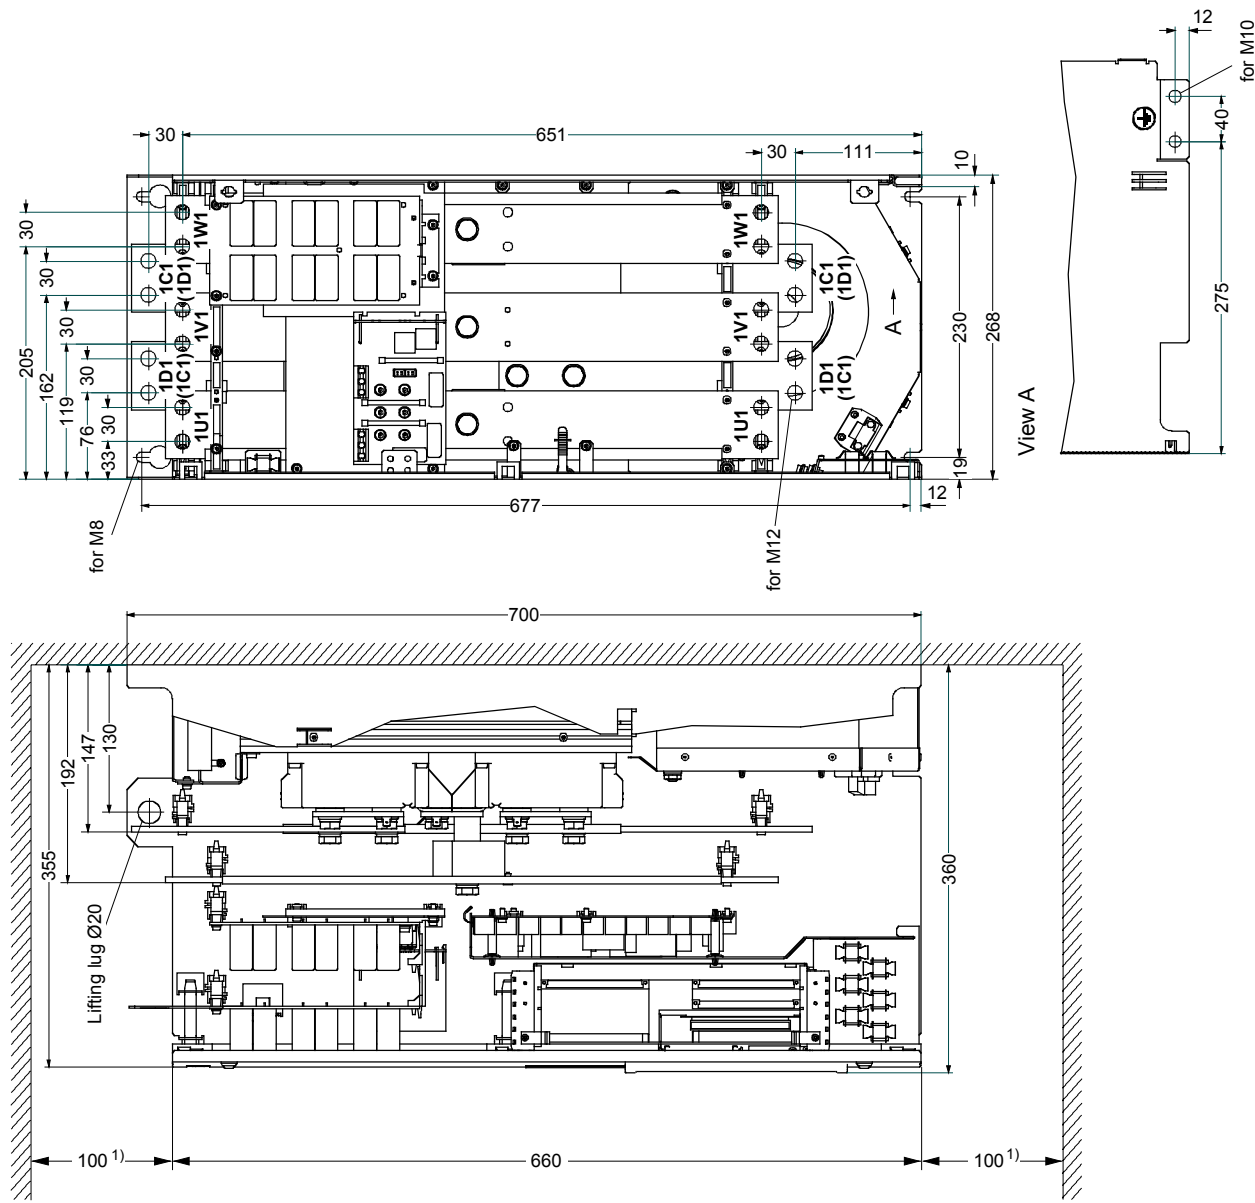 12
for M10
40
275
View A
30
651
30
111
10
30
205
30
162
30
119
30
76
30
33
1W1
1C1
(1D1)
1V1
1D1
(1C1)
1U1
1W1
1C1
(1D1)
1V1
1D1
(1C1)
1U1
A
230
268
19
677
12
for M8
for M12
700
130
147
192
355
360
Lifting lug Ø20
100 1)
660
100 1)